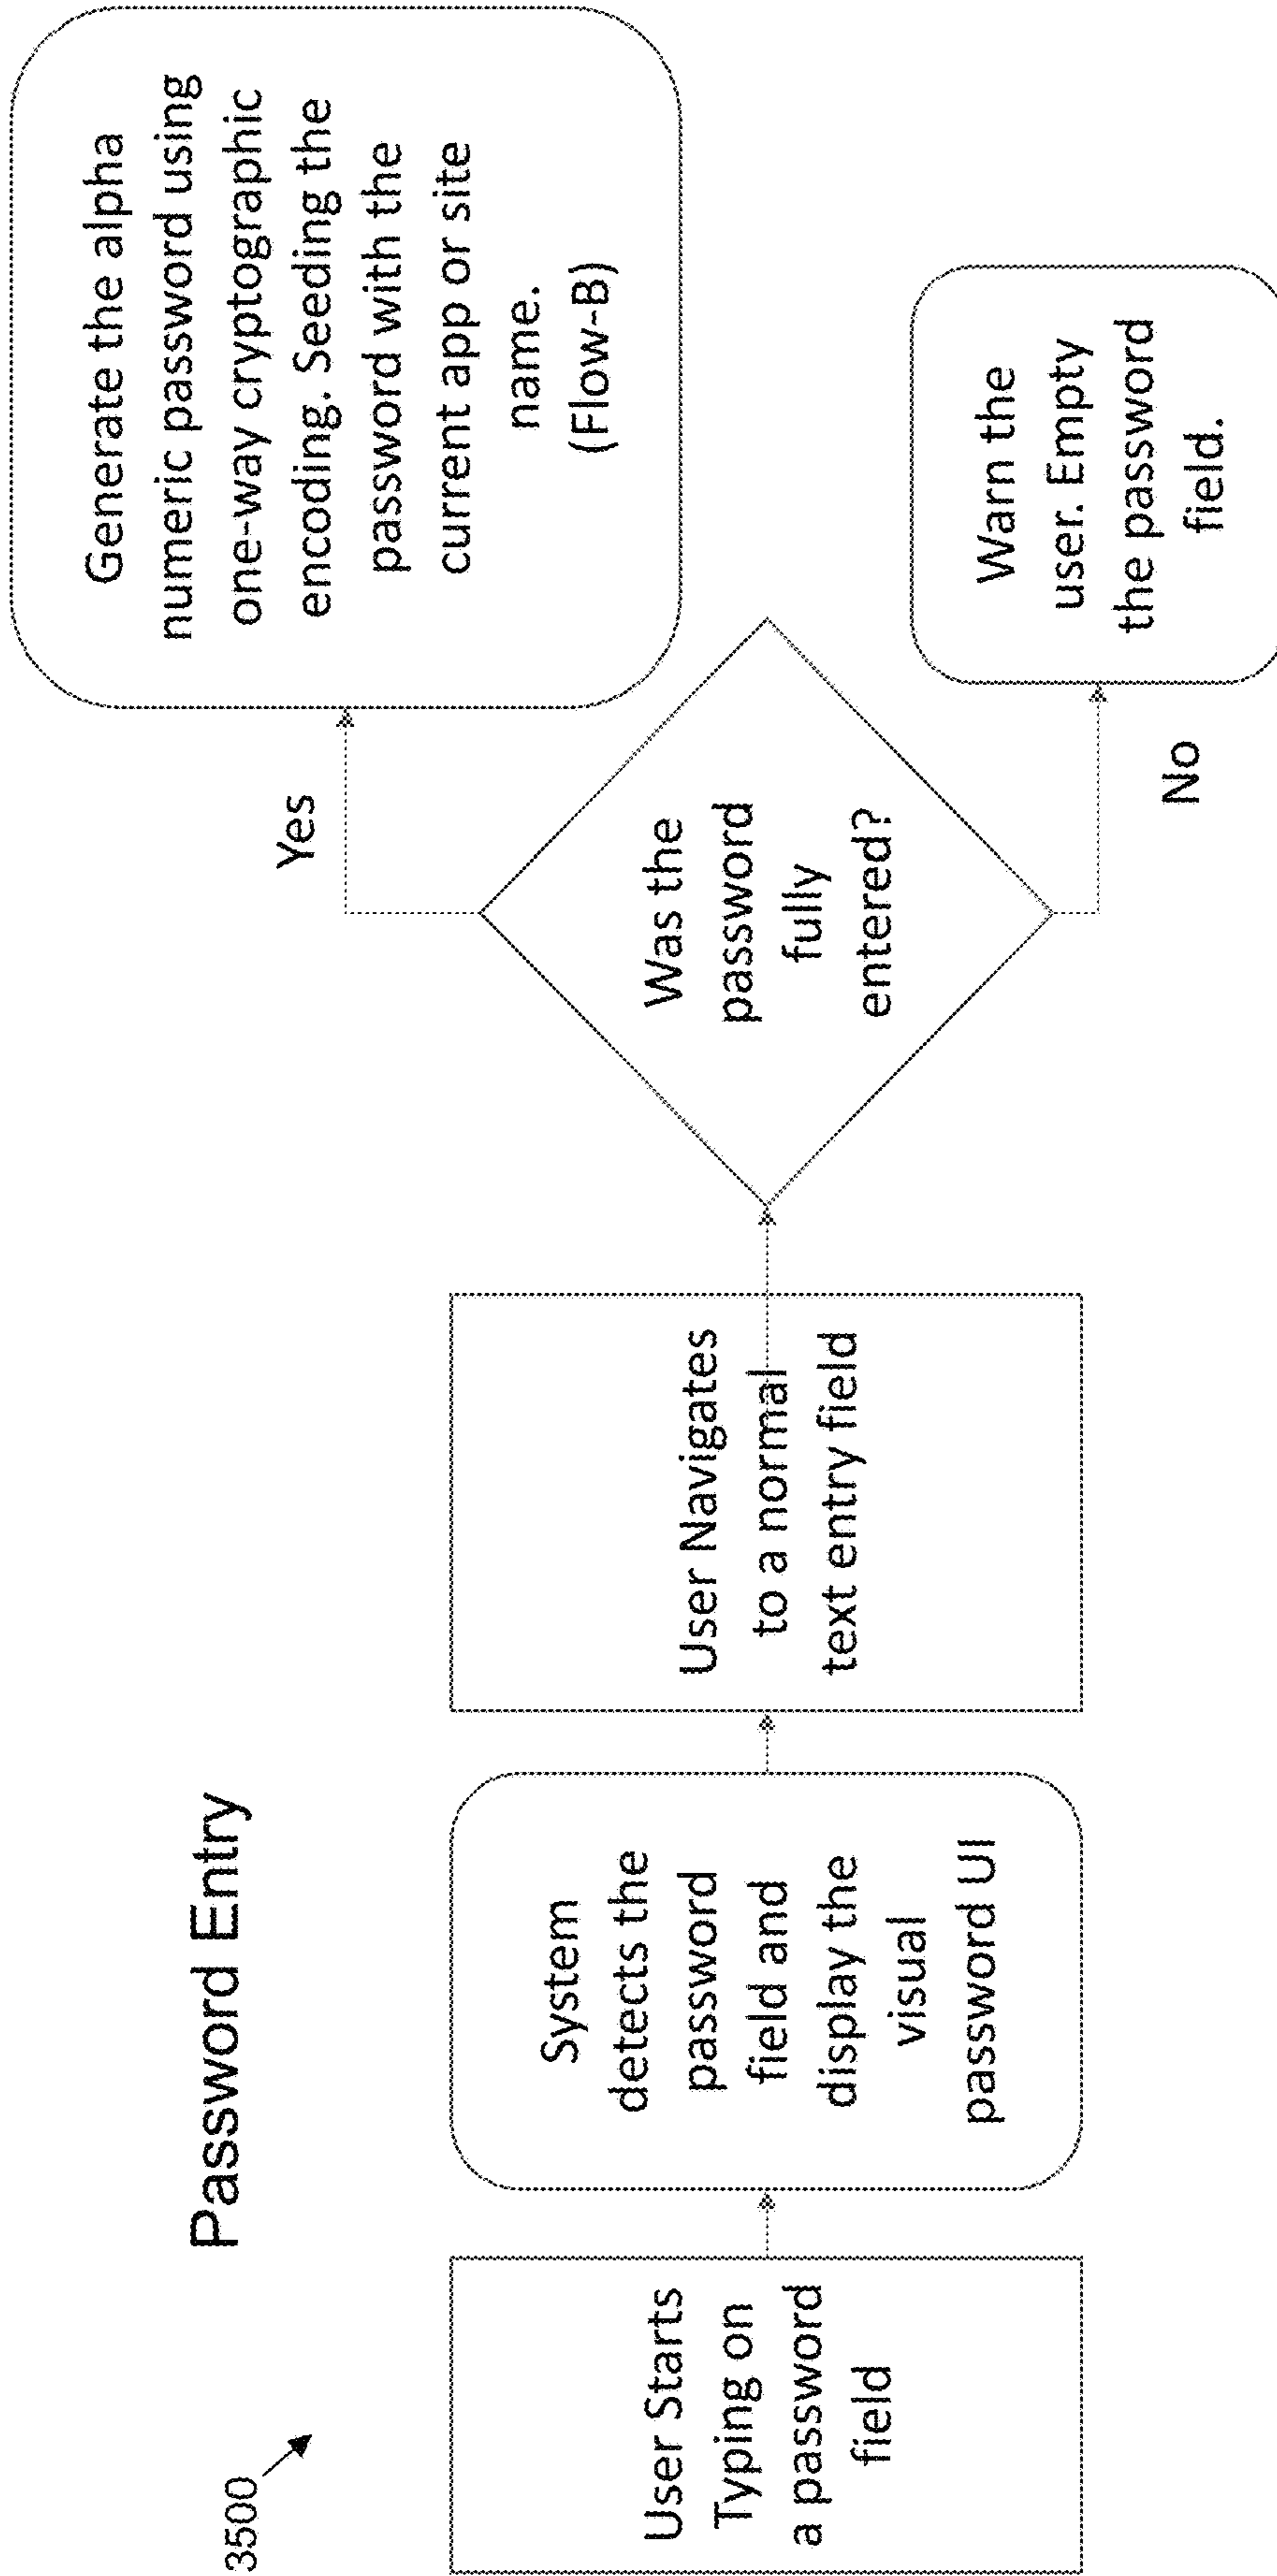 3500
Password Entry
User Starts
Typing on
a password
field
System
detects the
password
field and
display the
visual
password UI
User Navigates
to a normal
text entry field
Was the
password
fully
entered?
Yes
Generate the alpha
numeric password using
one-way cryptographic
encoding. Seeding the
password with the
current app or site
name.
(Flow-B)
No
Warn the
user. Empty
the password
field.